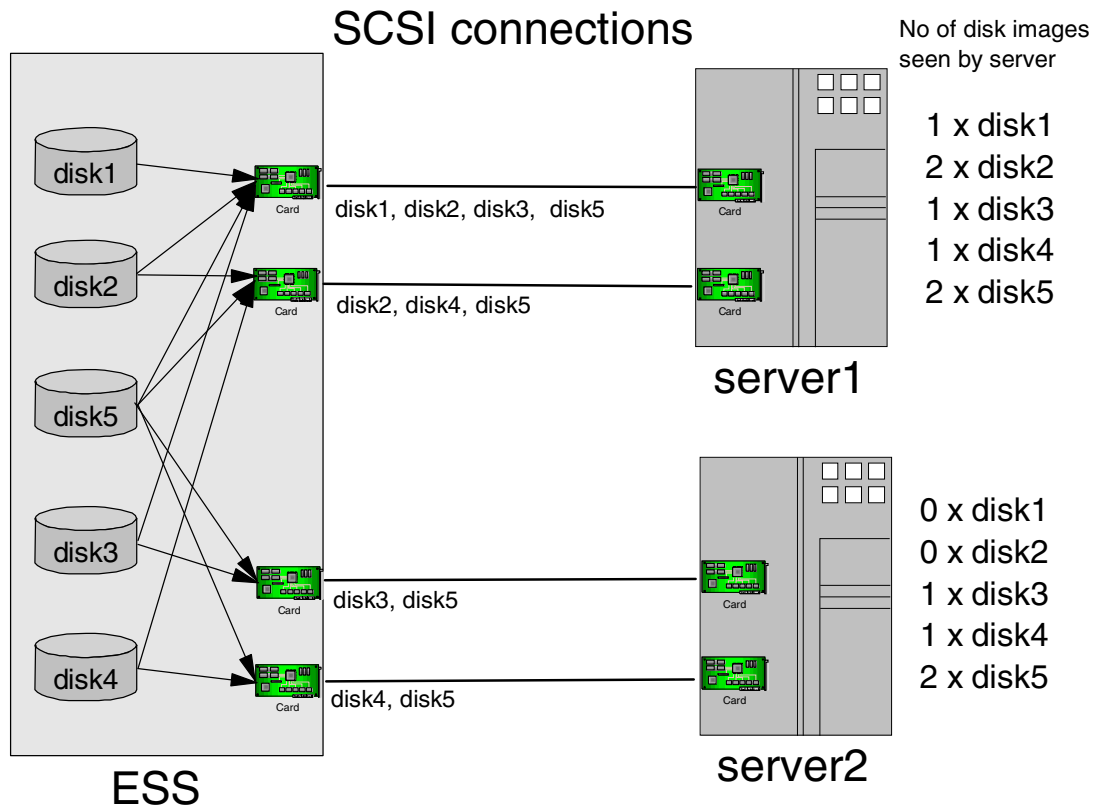 SCSI connections
No of disk images
seen by server
disk1
disk2
disk5
disk3
disk4
Card
disk1, disk2, disk3, disk5
Card
disk2, disk4, disk5
Card
disk3, disk5
Card
disk4, disk5
ESS
Card
Card
server1
1 x disk1
2 x disk2
1 x disk3
1 x disk4
2 x disk5
Card
Card
server2
0 x disk1
0 x disk2
1 x disk3
1 x disk4
2 x disk5